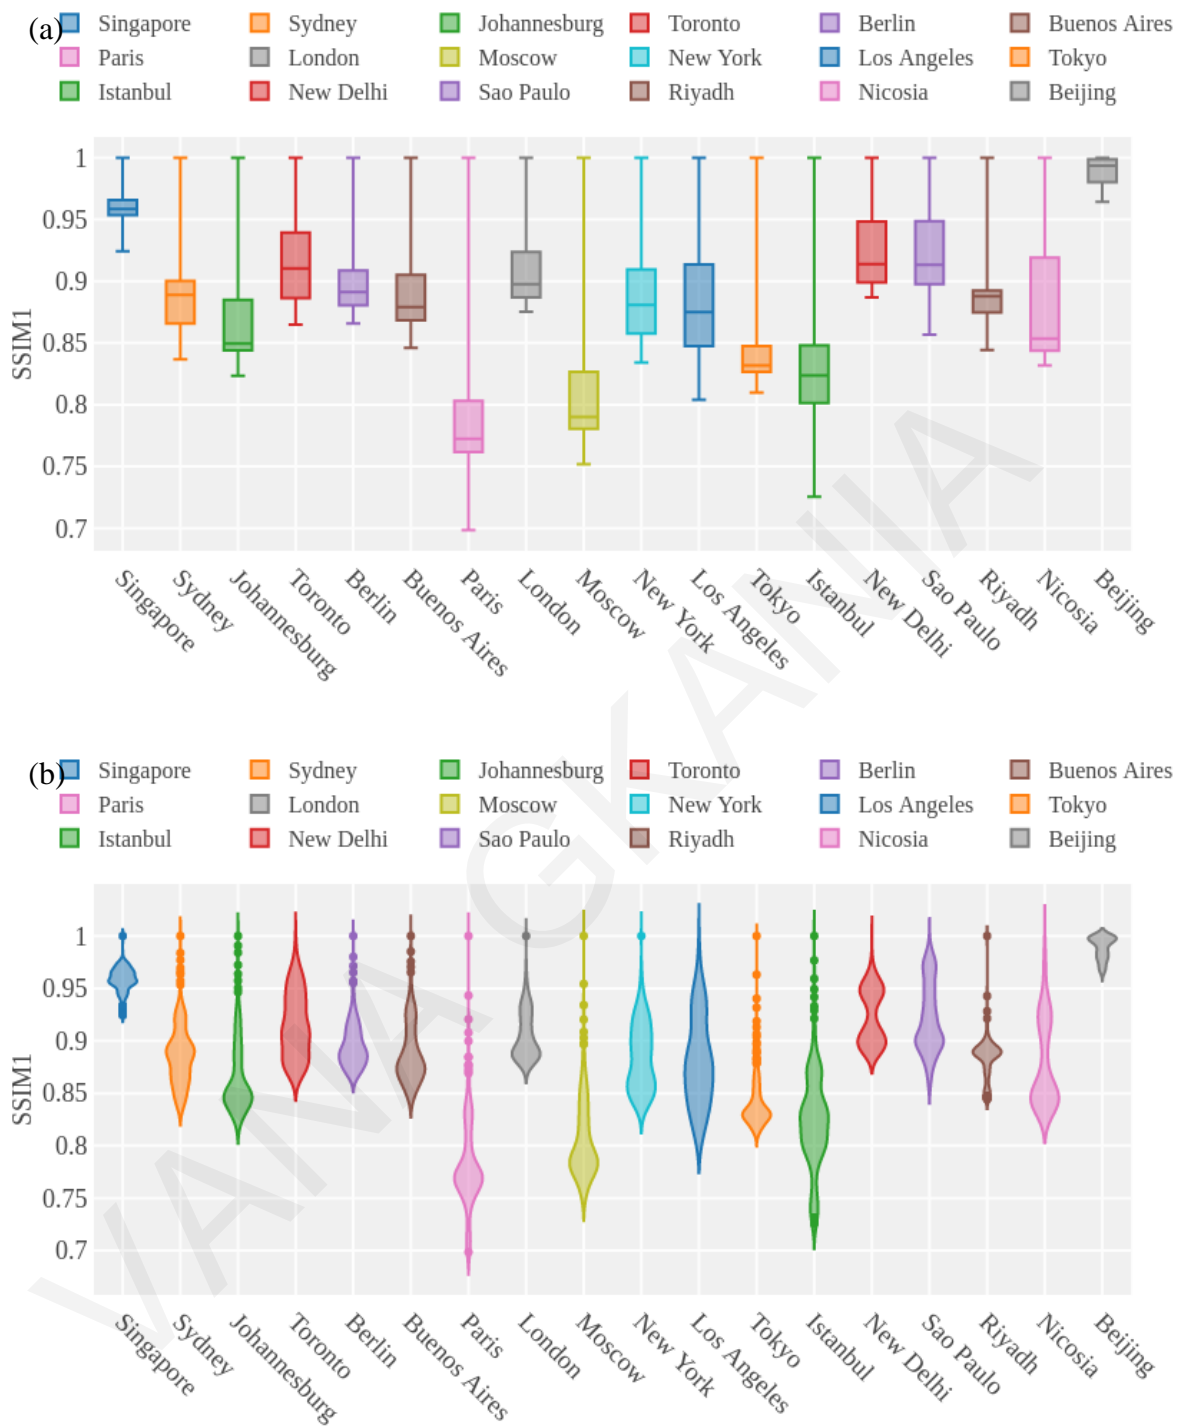 (a) Singapore Sydney Johannesburg Toronto Berlin Buenos Aires
Paris London Moscow New York Los Angeles Tokyo
Istanbul New Delhi Sao Paulo Riyadh Nicosia Beijing
1
0.95
0.9
0.85
0.8
0.75
0.7
SSIM1
Singapore Sydney Johannesburg Toronto Berlin Buenos Aires Paris London Moscow New York Los Angeles Tokyo Istanbul New Delhi Sao Paulo Riyadh Nicosia Beijing
(b) Singapore Sydney Johannesburg Toronto Berlin Buenos Aires
Paris London Moscow New York Los Angeles Tokyo
Istanbul New Delhi Sao Paulo Riyadh Nicosia Beijing
1
0.95
0.9
0.85
0.8
0.75
0.7
SSIM1
Singapore Sydney Johannesburg Toronto Berlin Buenos Aires Paris London Moscow New York Los Angeles Tokyo Istanbul New Delhi Sao Paulo Riyadh Nicosia Beijing
VANA GKANIA